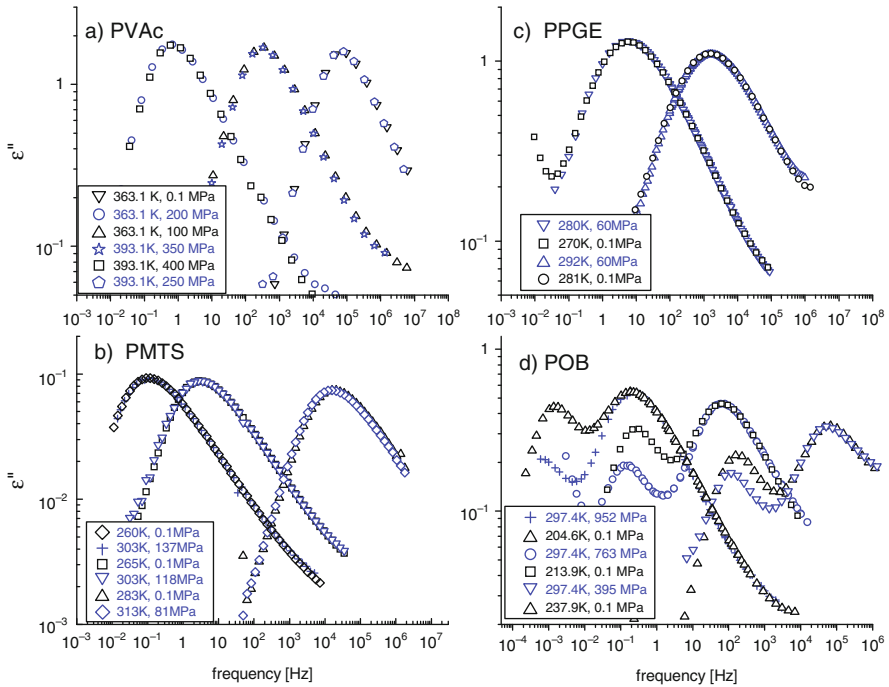 a) PVAc
1
10⁻¹
ε''
363.1 K, 0.1 MPa
363.1 K, 200 MPa
363.1 K, 100 MPa
393.1K, 350 MPa
393.1K, 400 MPa
393.1K, 250 MPa
10⁻³ 10⁻² 10⁻¹ 1 10 10² 10³ 10⁴ 10⁵ 10⁶ 10⁷ 10⁸
c) PPGE
1
10⁻¹
ε''
280K, 60MPa
270K, 0.1MPa
292K, 60MPa
281K, 0.1MPa
10⁻³ 10⁻² 10⁻¹ 1 10 10² 10³ 10⁴ 10⁵ 10⁶ 10⁷ 10⁸
b) PMTS
10⁻¹
10⁻²
10⁻³
ε''
260K, 0.1MPa
303K, 137MPa
265K, 0.1MPa
303K, 118MPa
283K, 0.1MPa
313K, 81MPa
10⁻³ 10⁻² 10⁻¹ 10⁰ 10¹ 10² 10³ 10⁴ 10⁵ 10⁶ 10⁷
frequency [Hz]
d) POB
1
10⁻¹
ε''
297.4K, 952 MPa
204.6K, 0.1 MPa
297.4K, 763 MPa
213.9K, 0.1 MPa
297.4K, 395 MPa
237.9K, 0.1 MPa
10⁻⁴ 10⁻³ 10⁻² 10⁻¹ 1 10¹ 10² 10³ 10⁴ 10⁵ 10⁶
frequency [Hz]